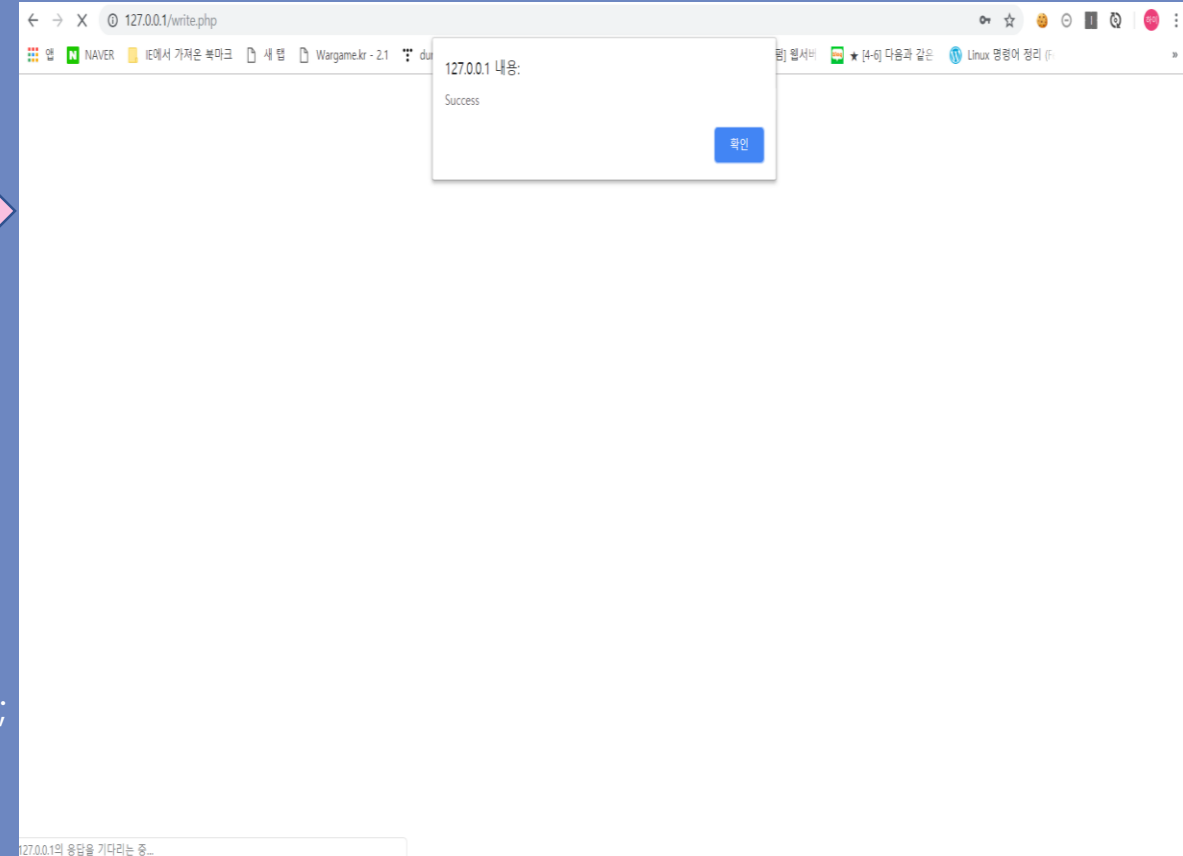 127.0.0.1/write.php
하이
앱 NAVER IE에서 가져온 북마크 새 탭 Wargame.kr - 2.1 웹서버 ★ [4-6] 다음과 같은 Linux 명령어 정리 »
127.0.0.1 내용:
Success
확인
127.0.0.1의 응답을 기다리는 중...